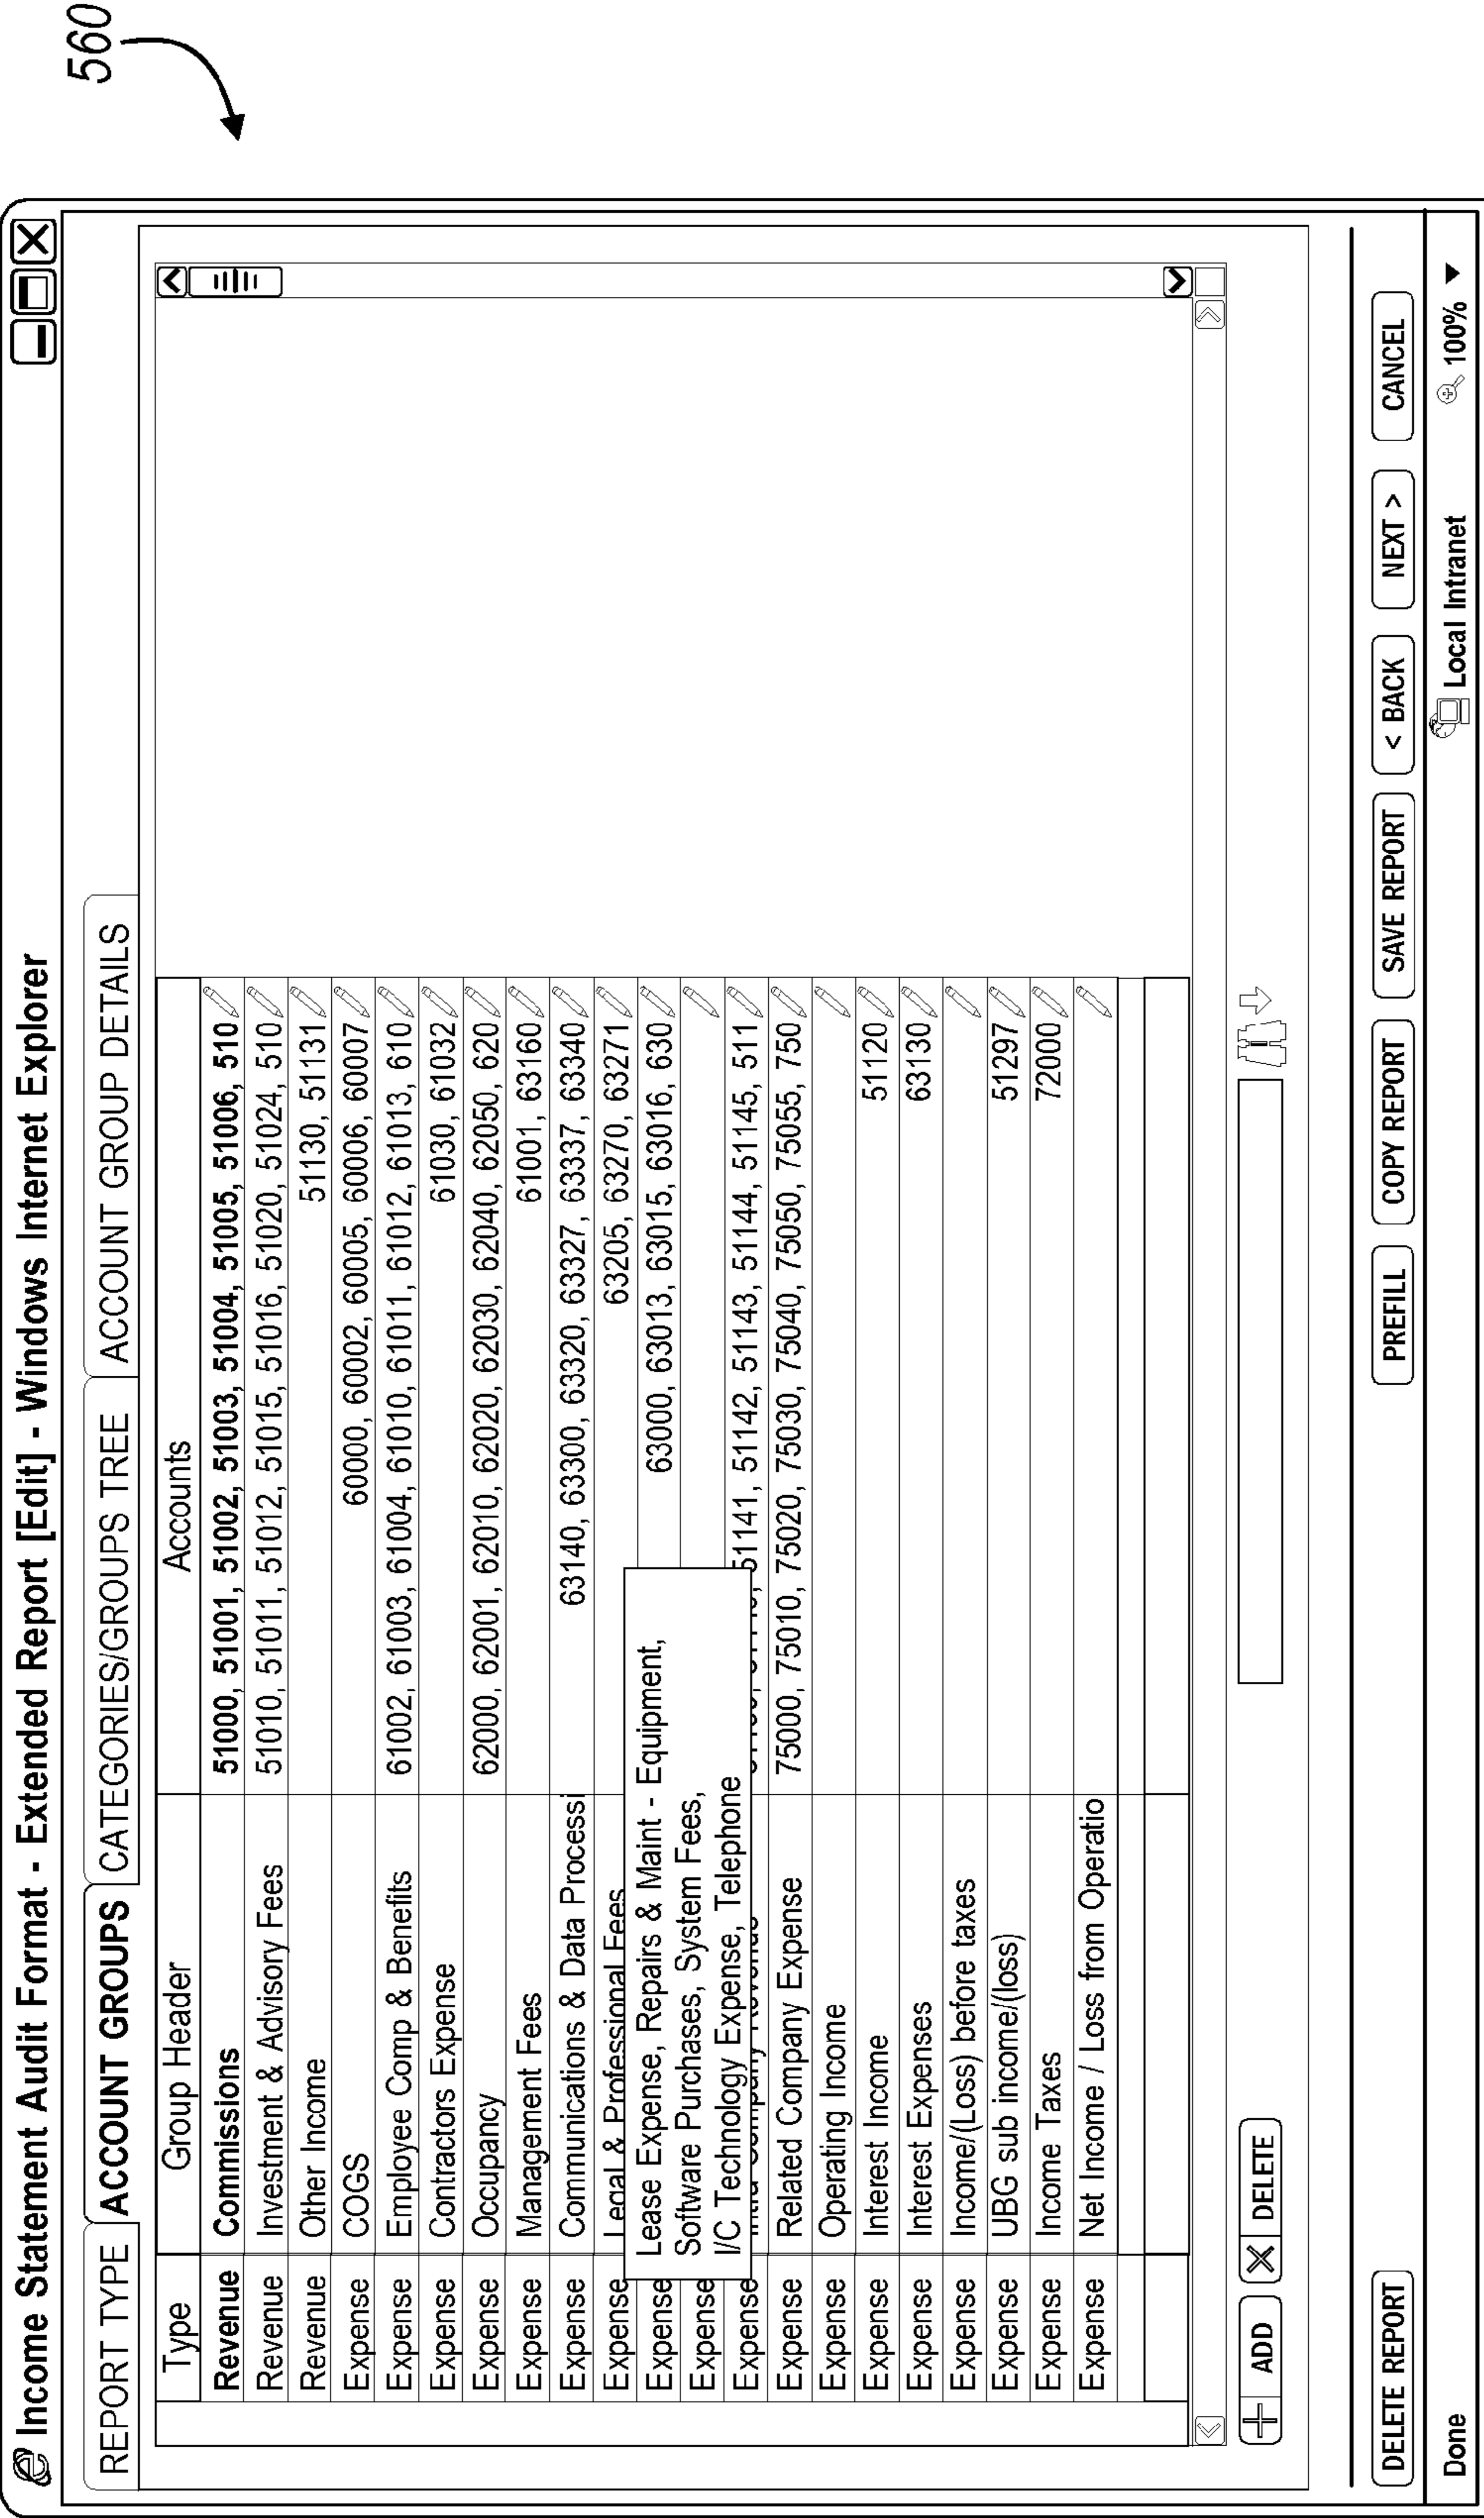 560
Income Statement Audit Format - Extended Report [Edit] - Windows Internet Explorer
REPORT TYPE ACCOUNT GROUPS CATEGORIES/GROUPS TREE ACCOUNT GROUP DETAILS
Type Group Header Accounts
Revenue Commissions 51000, 51001, 51002, 51003, 51004, 51005, 51006, 510
Revenue Investment & Advisory Fees 51010, 51011, 51012, 51015, 51016, 51020, 51024, 510
Revenue Other Income 51130, 51131
Expense COGS 60000, 60002, 60005, 60006, 60007
Expense Employee Comp & Benefits 61002, 61003, 61004, 61010, 61011, 61012, 61013, 610
Expense Contractors Expense 61030, 61032
Expense Occupancy 62000, 62001, 62010, 62020, 62030, 62040, 62050, 620
Expense Management Fees 61001, 63160
Expense Communications & Data Processi 63140, 63300, 63320, 63327, 63337, 63340
Expense Legal & Professional Fees 63205, 63270, 63271
Expense Lease Expense, Repairs & Maint - Equipment, 63000, 63013, 63015, 63016, 630
Expense Software Purchases, System Fees,
Expense I/C Technology Expense, Telephone 51141, 51142, 51143, 51144, 51145, 511
Expense Related Company Expense 75000, 75010, 75020, 75030, 75040, 75050, 75055, 750
Expense Operating Income
Expense Interest Income 51120
Expense Interest Expenses 63130
Expense Income/(Loss) before taxes
Expense UBG sub income/(loss) 51297
Expense Income Taxes 72000
Expense Net Income / Loss from Operatio
ADD DELETE
DELETE REPORT PREFILL COPY REPORT SAVE REPORT < BACK NEXT > CANCEL
Done Local Intranet 100%